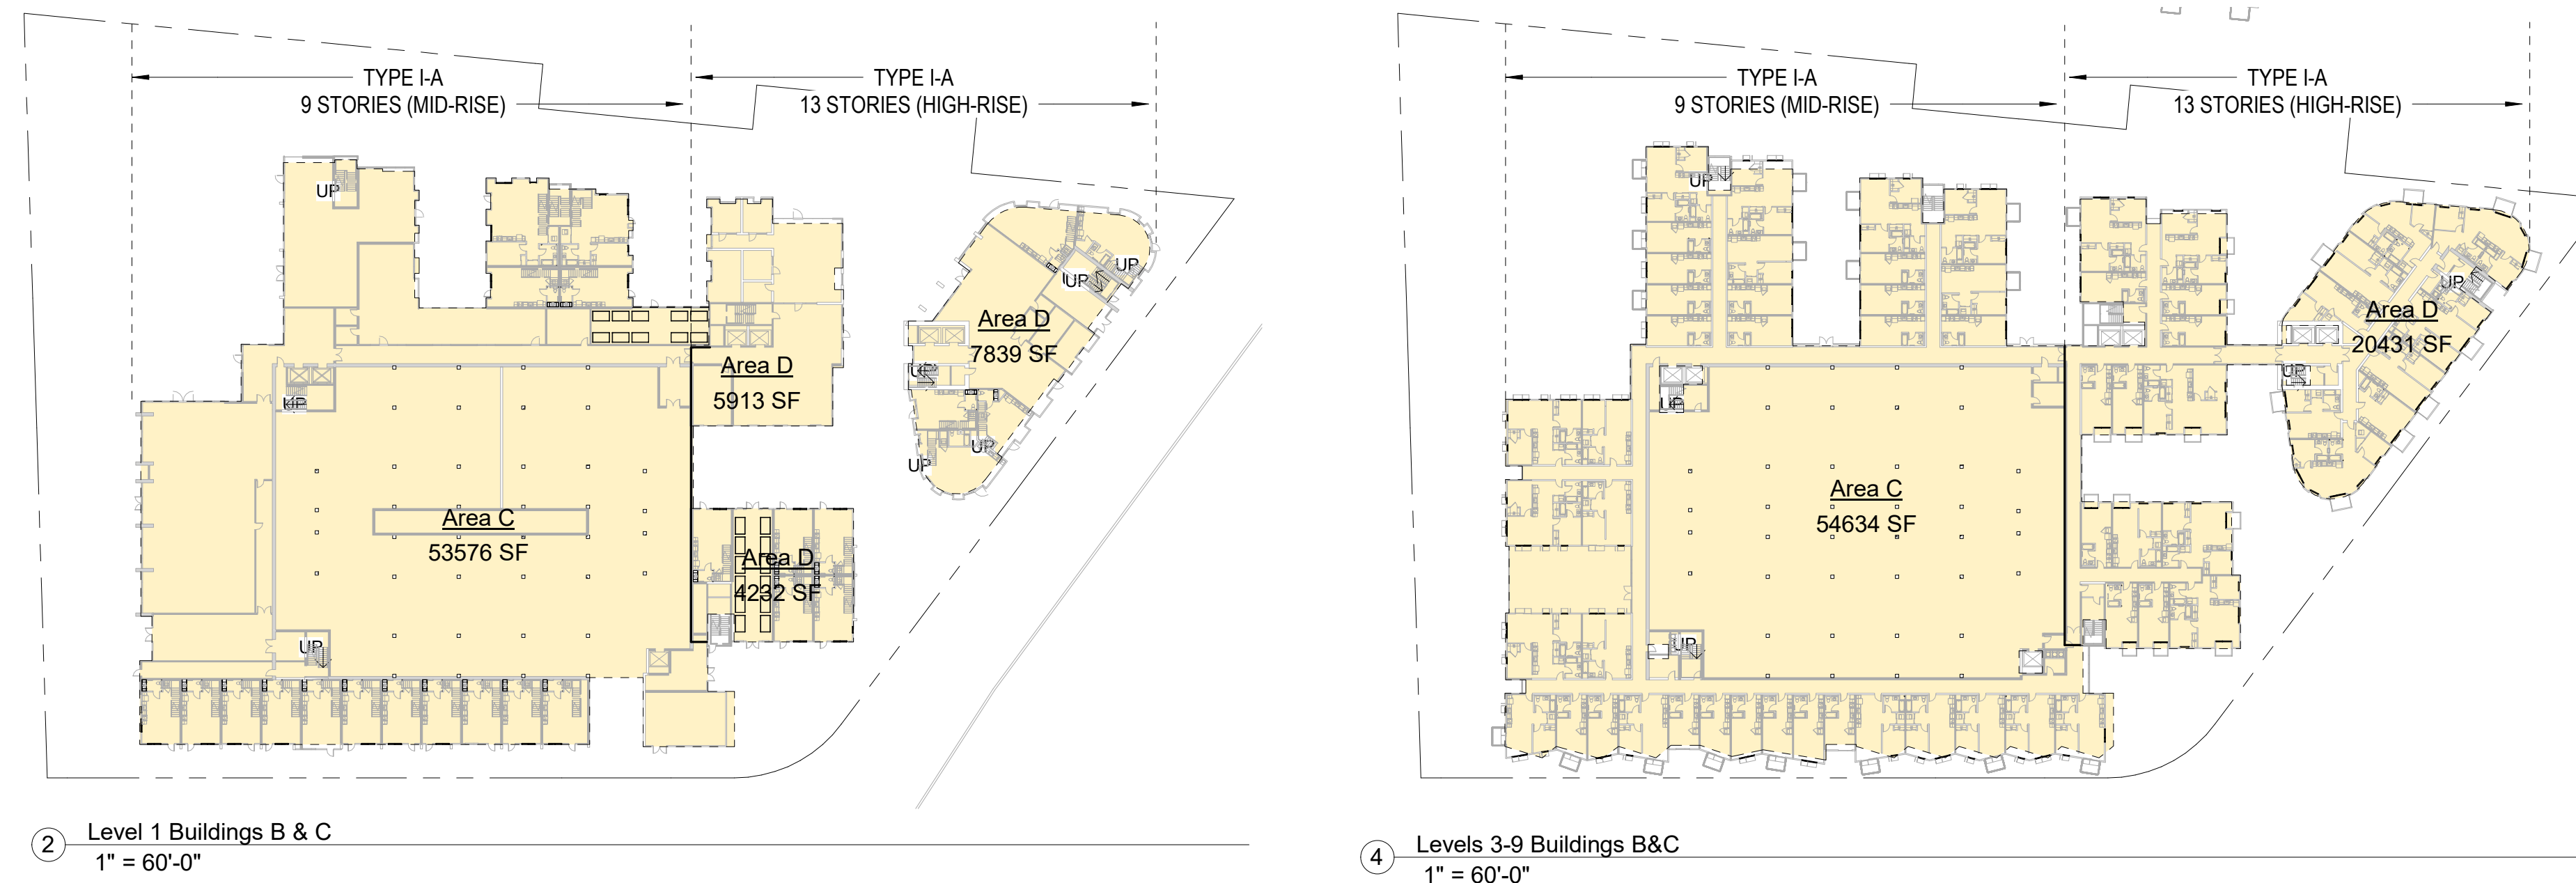 TYPE I-A
9 STORIES (MID-RISE)
TYPE I-A
13 STORIES (HIGH-RISE)
UP
UP
UP
Area D
7839 SF
Area D
5913 SF
UP
UP
UP
UP
Area C
53576 SF
Area D
4232 SF
UP
2
Level 1 Buildings B & C
1" = 60'-0"
TYPE I-A
9 STORIES (MID-RISE)
TYPE I-A
13 STORIES (HIGH-RISE)
UP
UP
Area D
20431 SF
UP
UP
Area C
54634 SF
UP
4
Levels 3-9 Buildings B&C
1" = 60'-0"